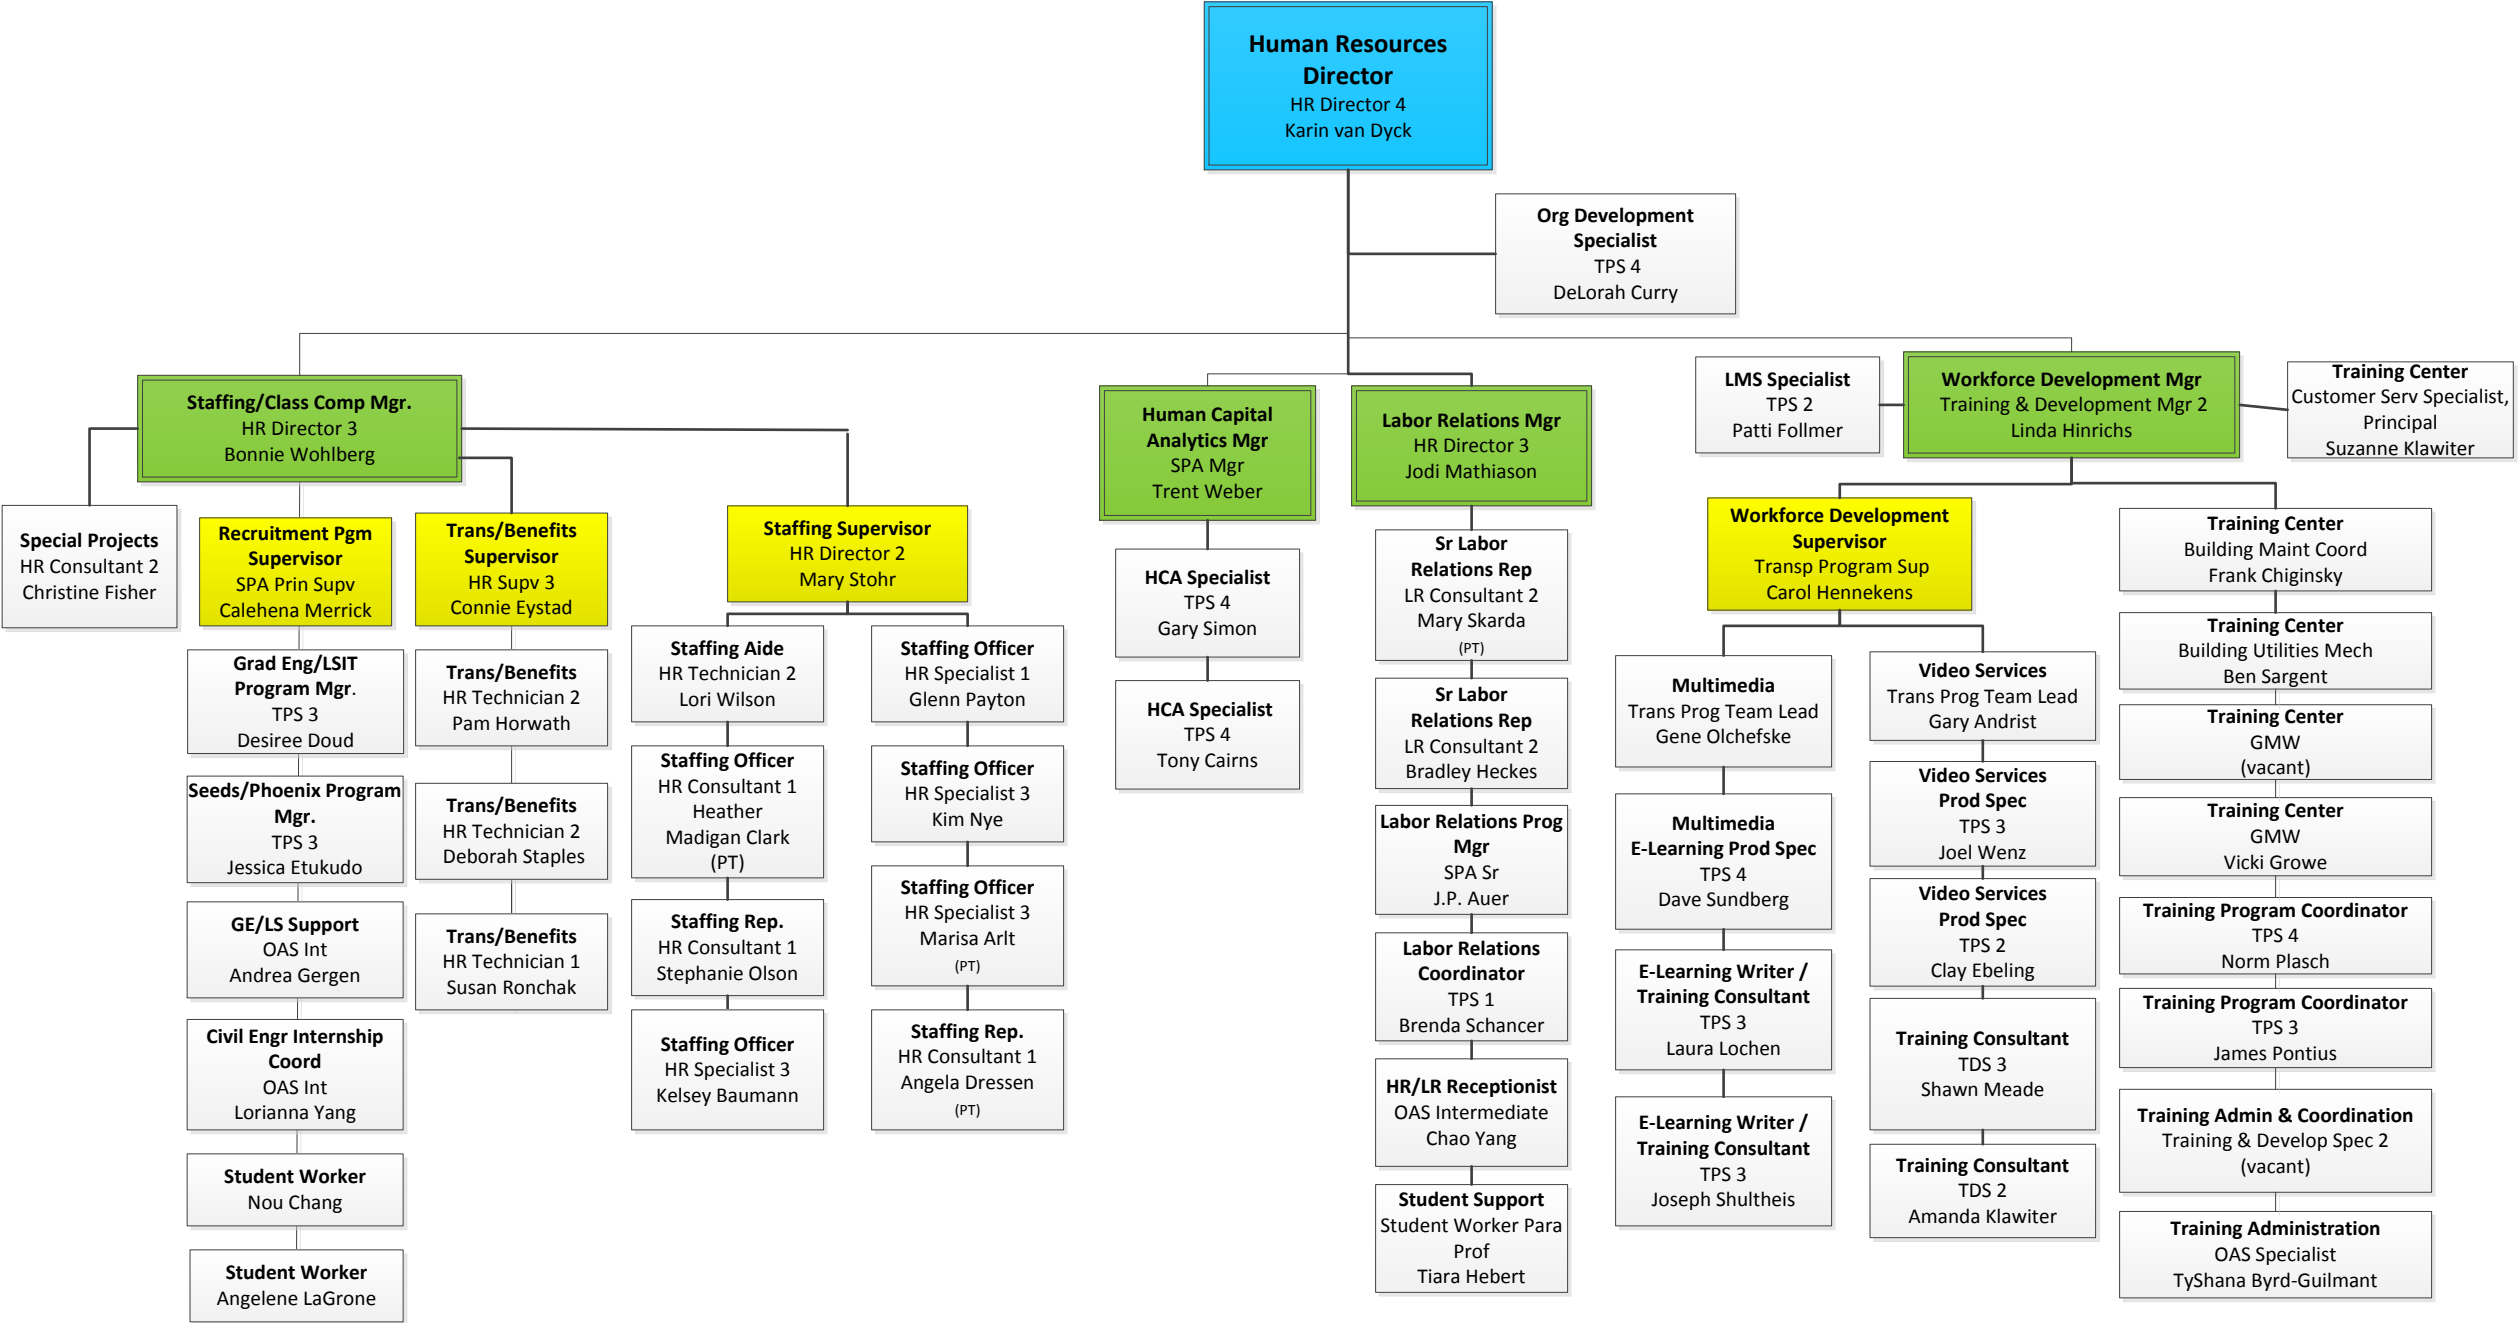 Human Resources
Director
HR Director 4
Karin van Dyck
Org Development
Specialist
TPS 4
DeLorah Curry
Staffing/Class Comp Mgr.
HR Director 3
Bonnie Wohlberg
Human Capital
Analytics Mgr
SPA Mgr
Trent Weber
Labor Relations Mgr
HR Director 3
Jodi Mathiason
LMS Specialist
TPS 2
Patti Follmer
Workforce Development Mgr
Training & Development Mgr 2
Linda Hinrichs
Training Center
Customer Serv Specialist,
Principal
Suzanne Klawiter
Special Projects
HR Consultant 2
Christine Fisher
Recruitment Pgm
Supervisor
SPA Prin Supv
Calehena Merrick
Grad Eng/LSIT
Program Mgr.
TPS 3
Desiree Doud
Seeds/Phoenix Program
Mgr.
TPS 3
Jessica Etukudo
GE/LS Support
OAS Int
Andrea Gergen
Civil Engr Internship
Coord
OAS Int
Lorianna Yang
Student Worker
Nou Chang
Student Worker
Angelene LaGrone
Trans/Benefits
Supervisor
HR Supv 3
Connie Eystad
Trans/Benefits
HR Technician 2
Pam Horwath
Trans/Benefits
HR Technician 2
Deborah Staples
Trans/Benefits
HR Technician 1
Susan Ronchak
Staffing Supervisor
HR Director 2
Mary Stohr
Staffing Aide
HR Technician 2
Lori Wilson
Staffing Officer
HR Consultant 1
Heather
Madigan Clark
(PT)
Staffing Rep.
HR Consultant 1
Stephanie Olson
Staffing Officer
HR Specialist 3
Kelsey Baumann
Staffing Officer
HR Specialist 1
Glenn Payton
Staffing Officer
HR Specialist 3
Kim Nye
Staffing Officer
HR Specialist 3
Marisa Arlt
(PT)
Staffing Rep.
HR Consultant 1
Angela Dressen
(PT)
HCA Specialist
TPS 4
Gary Simon
HCA Specialist
TPS 4
Tony Cairns
Sr Labor
Relations Rep
LR Consultant 2
Mary Skarda
(PT)
Sr Labor
Relations Rep
LR Consultant 2
Bradley Heckes
Labor Relations Prog
Mgr
SPA Sr
J.P. Auer
Labor Relations
Coordinator
TPS 1
Brenda Schancer
HR/LR Receptionist
OAS Intermediate
Chao Yang
Student Support
Student Worker Para
Prof
Tiara Hebert
Workforce Development
Supervisor
Transp Program Sup
Carol Hennekens
Multimedia
Trans Prog Team Lead
Gene Olchefske
Multimedia
E-Learning Prod Spec
TPS 4
Dave Sundberg
E-Learning Writer /
Training Consultant
TPS 3
Laura Lochen
E-Learning Writer /
Training Consultant
TPS 3
Joseph Shultheis
Video Services
Trans Prog Team Lead
Gary Andrist
Video Services
Prod Spec
TPS 3
Joel Wenz
Video Services
Prod Spec
TPS 2
Clay Ebeling
Training Consultant
TDS 3
Shawn Meade
Training Consultant
TDS 2
Amanda Klawiter
Training Center
Building Maint Coord
Frank Chiginsky
Training Center
Building Utilities Mech
Ben Sargent
Training Center
GMW
(vacant)
Training Center
GMW
Vicki Growe
Training Program Coordinator
TPS 4
Norm Plasch
Training Program Coordinator
TPS 3
James Pontius
Training Admin & Coordination
Training & Develop Spec 2
(vacant)
Training Administration
OAS Specialist
TyShana Byrd-Guilmant